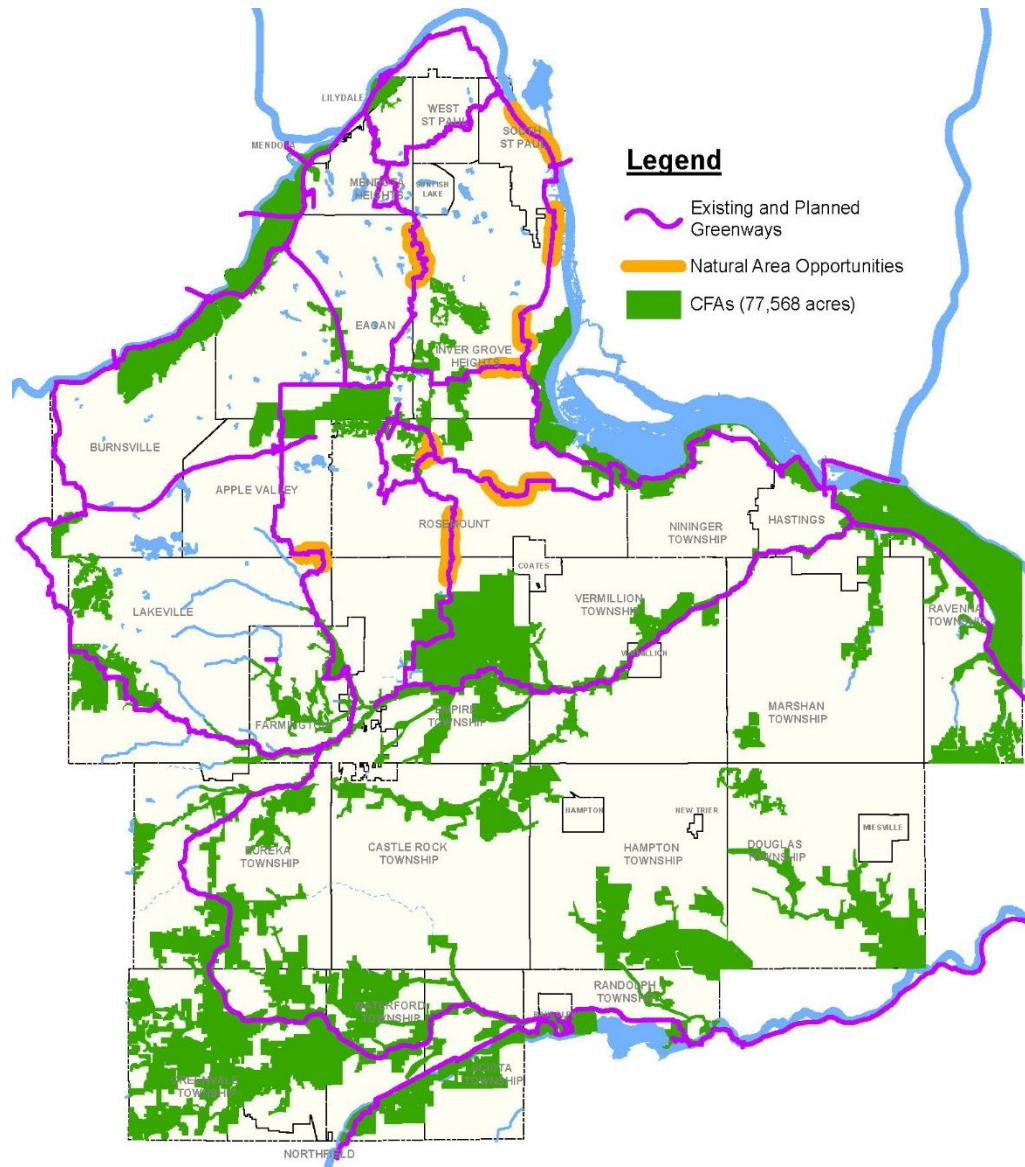 LILYDALE
WEST
ST PAUL
SOUTH
ST PAUL
MENDOTA
MENDOTA
HEIGHTS
SUNFISH
LAKE
Legend
Existing and Planned
Greenways
Natural Area Opportunities
CFAs (77,568 acres)
EAGAN
INVER GROVE
HEIGHTS
BURNSVILLE
APPLE VALLEY
ROSEMOUNT
NININGER
TOWNSHIP
HASTINGS
COATES
LAKEVILLE
VERMILLION
TOWNSHIP
RAVENNA
TOWNSHIP
VERMILLION
EMPIRE
TOWNSHIP
MARSHAN
TOWNSHIP
FARMINGTON
HAMPTON
NEW TRIER
MIESVILLE
EUREKA
TOWNSHIP
CASTLE ROCK
TOWNSHIP
HAMPTON
TOWNSHIP
DOUGLAS
TOWNSHIP
RANDOLPH
TOWNSHIP
WATERFORD
TOWNSHIP
GREENVALE
TOWNSHIP
TOWNSHIP
NORTHFIELD